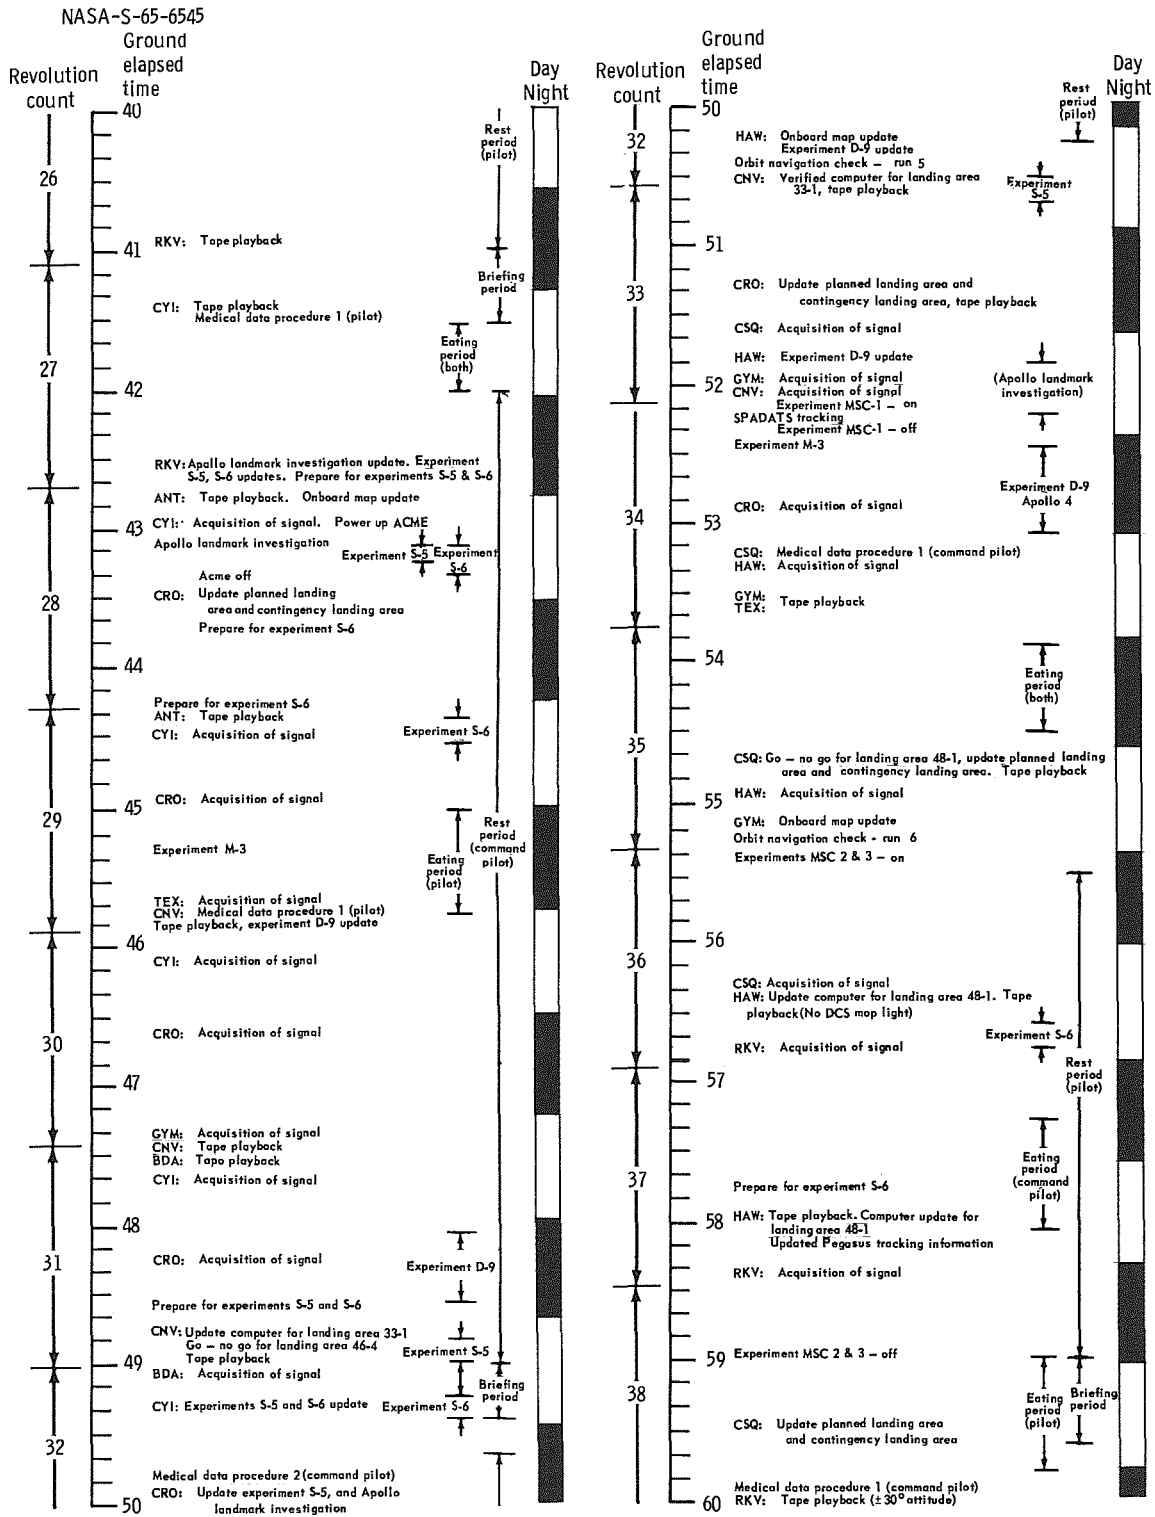 NASA-S-65-6545
Revolution
count
Ground
elapsed
time
Day
Night
40
26
Rest
period
(pilot)
RKV: Tape playback
41
Briefing
period
CYI: Tape playback
Medical data procedure 1 (pilot)
27
Eating
period
(both)
42
RKV: Apollo landmark investigation update. Experiment
S-5, S-6 updates. Prepare for experiments S-5 & S-6
ANT: Tape playback. Onboard map update
43
CYI: Acquisition of signal. Power up ACME
Apollo landmark investigation
Experiment S-5
Experiment
S-6
Acme off
28
CRO: Update planned landing
area and contingency landing area
Prepare for experiment S-6
44
Prepare for experiment S-6
ANT: Tape playback
CYI: Acquisition of signal
Experiment S-6
CRO: Acquisition of signal
45
29
Rest
period
(command
pilot)
Experiment M-3
Eating
period
(pilot)
TEX: Acquisition of signal
CNV: Medical data procedure 1 (pilot)
Tape playback, experiment D-9 update
46
CYI: Acquisition of signal
CRO: Acquisition of signal
30
47
GYM: Acquisition of signal
CNV: Tape playback
BDA: Tapo playback
CYI: Acquisition of signal
48
31
CRO: Acquisition of signal
Experiment D-9
Prepare for experiments S-5 and S-6
CNV: Update computer for landing area 33-1
Go – no go for landing area 46-4
Tape playback
Experiment S-5
49
BDA: Acquisition of signal
Briefing
period
CYI: Experiments S-5 and S-6 update
Experiment S-6
32
Medical data procedure 2 (command pilot)
CRO: Update experiment S-5, and Apollo
landmark investigation
50
Revolution
count
Ground
elapsed
time
Day
Night
50
Rest
period
(pilot)
32
HAW: Onboard map update
Experiment D-9 update
Orbit navigation check – run 5
CNV: Verified computer for landing area
33-1, tape playback
Experiment
S-5
51
33
CRO: Update planned landing area and
contingency landing area, tape playback
CSQ: Acquisition of signal
HAW: Experiment D-9 update
52
GYM: Acquisition of signal
CNV: Acquisition of signal
Experiment MSC-1 – on
(Apollo landmark
investigation)
SPADATS tracking
Experiment MSC-1 – off
Experiment M-3
Experiment D-9
Apollo 4
CRO: Acquisition of signal
34
53
CSQ: Medical data procedure 1 (command pilot)
HAW: Acquisition of signal
GYM:
TEX: Tape playback
54
Eating
period
(both)
35
CSQ: Go – no go for landing area 48-1, update planned landing
area and contingency landing area. Tape playback
HAW: Acquisition of signal
55
GYM: Onboard map update
Orbit navigation check - run 6
Experiments MSC 2 & 3 – on
56
36
CSQ: Acquisition of signal
HAW: Update computer for landing area 48-1. Tape
playback (No DCS map light)
Experiment S-6
RKV: Acquisition of signal
Rest
period
(pilot)
57
Eating
period
(command
pilot)
37
Prepare for experiment S-6
58
HAW: Tape playback. Computer update for
landing area 48-1
Updated Pegasus tracking information
RKV: Acquisition of signal
59
Experiment MSC 2 & 3 – off
38
Eating
period
(pilot)
Briefing
period
CSQ: Update planned landing area
and contingency landing area
Medical data procedure 1 (command pilot)
60
RKV: Tape playback (±30° attitude)